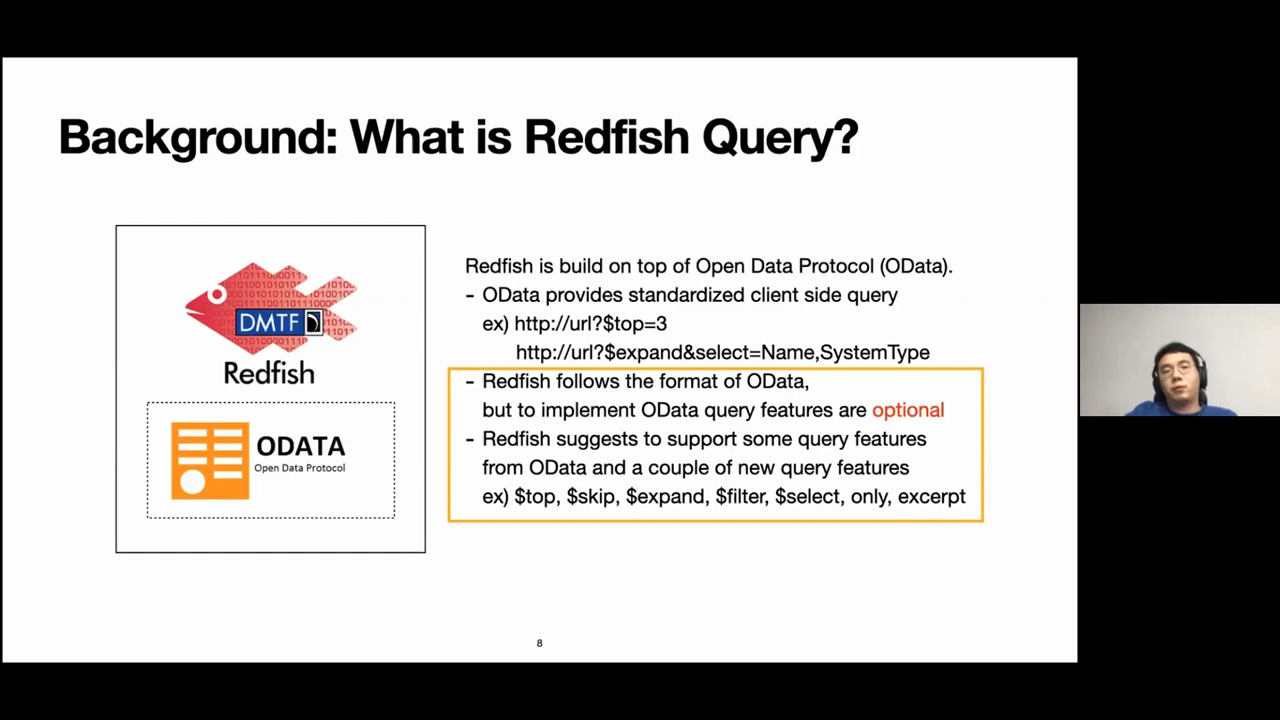 Background: What is Redfish Query?
DMTF
Redfish
ODATA
Open Data Protocol
Redfish is build on top of Open Data Protocol (OData).
- OData provides standardized client side query
ex) http://url?$top=3
http://url?$expand&select=Name,SystemType
- Redfish follows the format of OData,
but to implement OData query features are optional
- Redfish suggests to support some query features
from OData and a couple of new query features
ex) $top, $skip, $expand, $filter, $select, only, excerpt
8